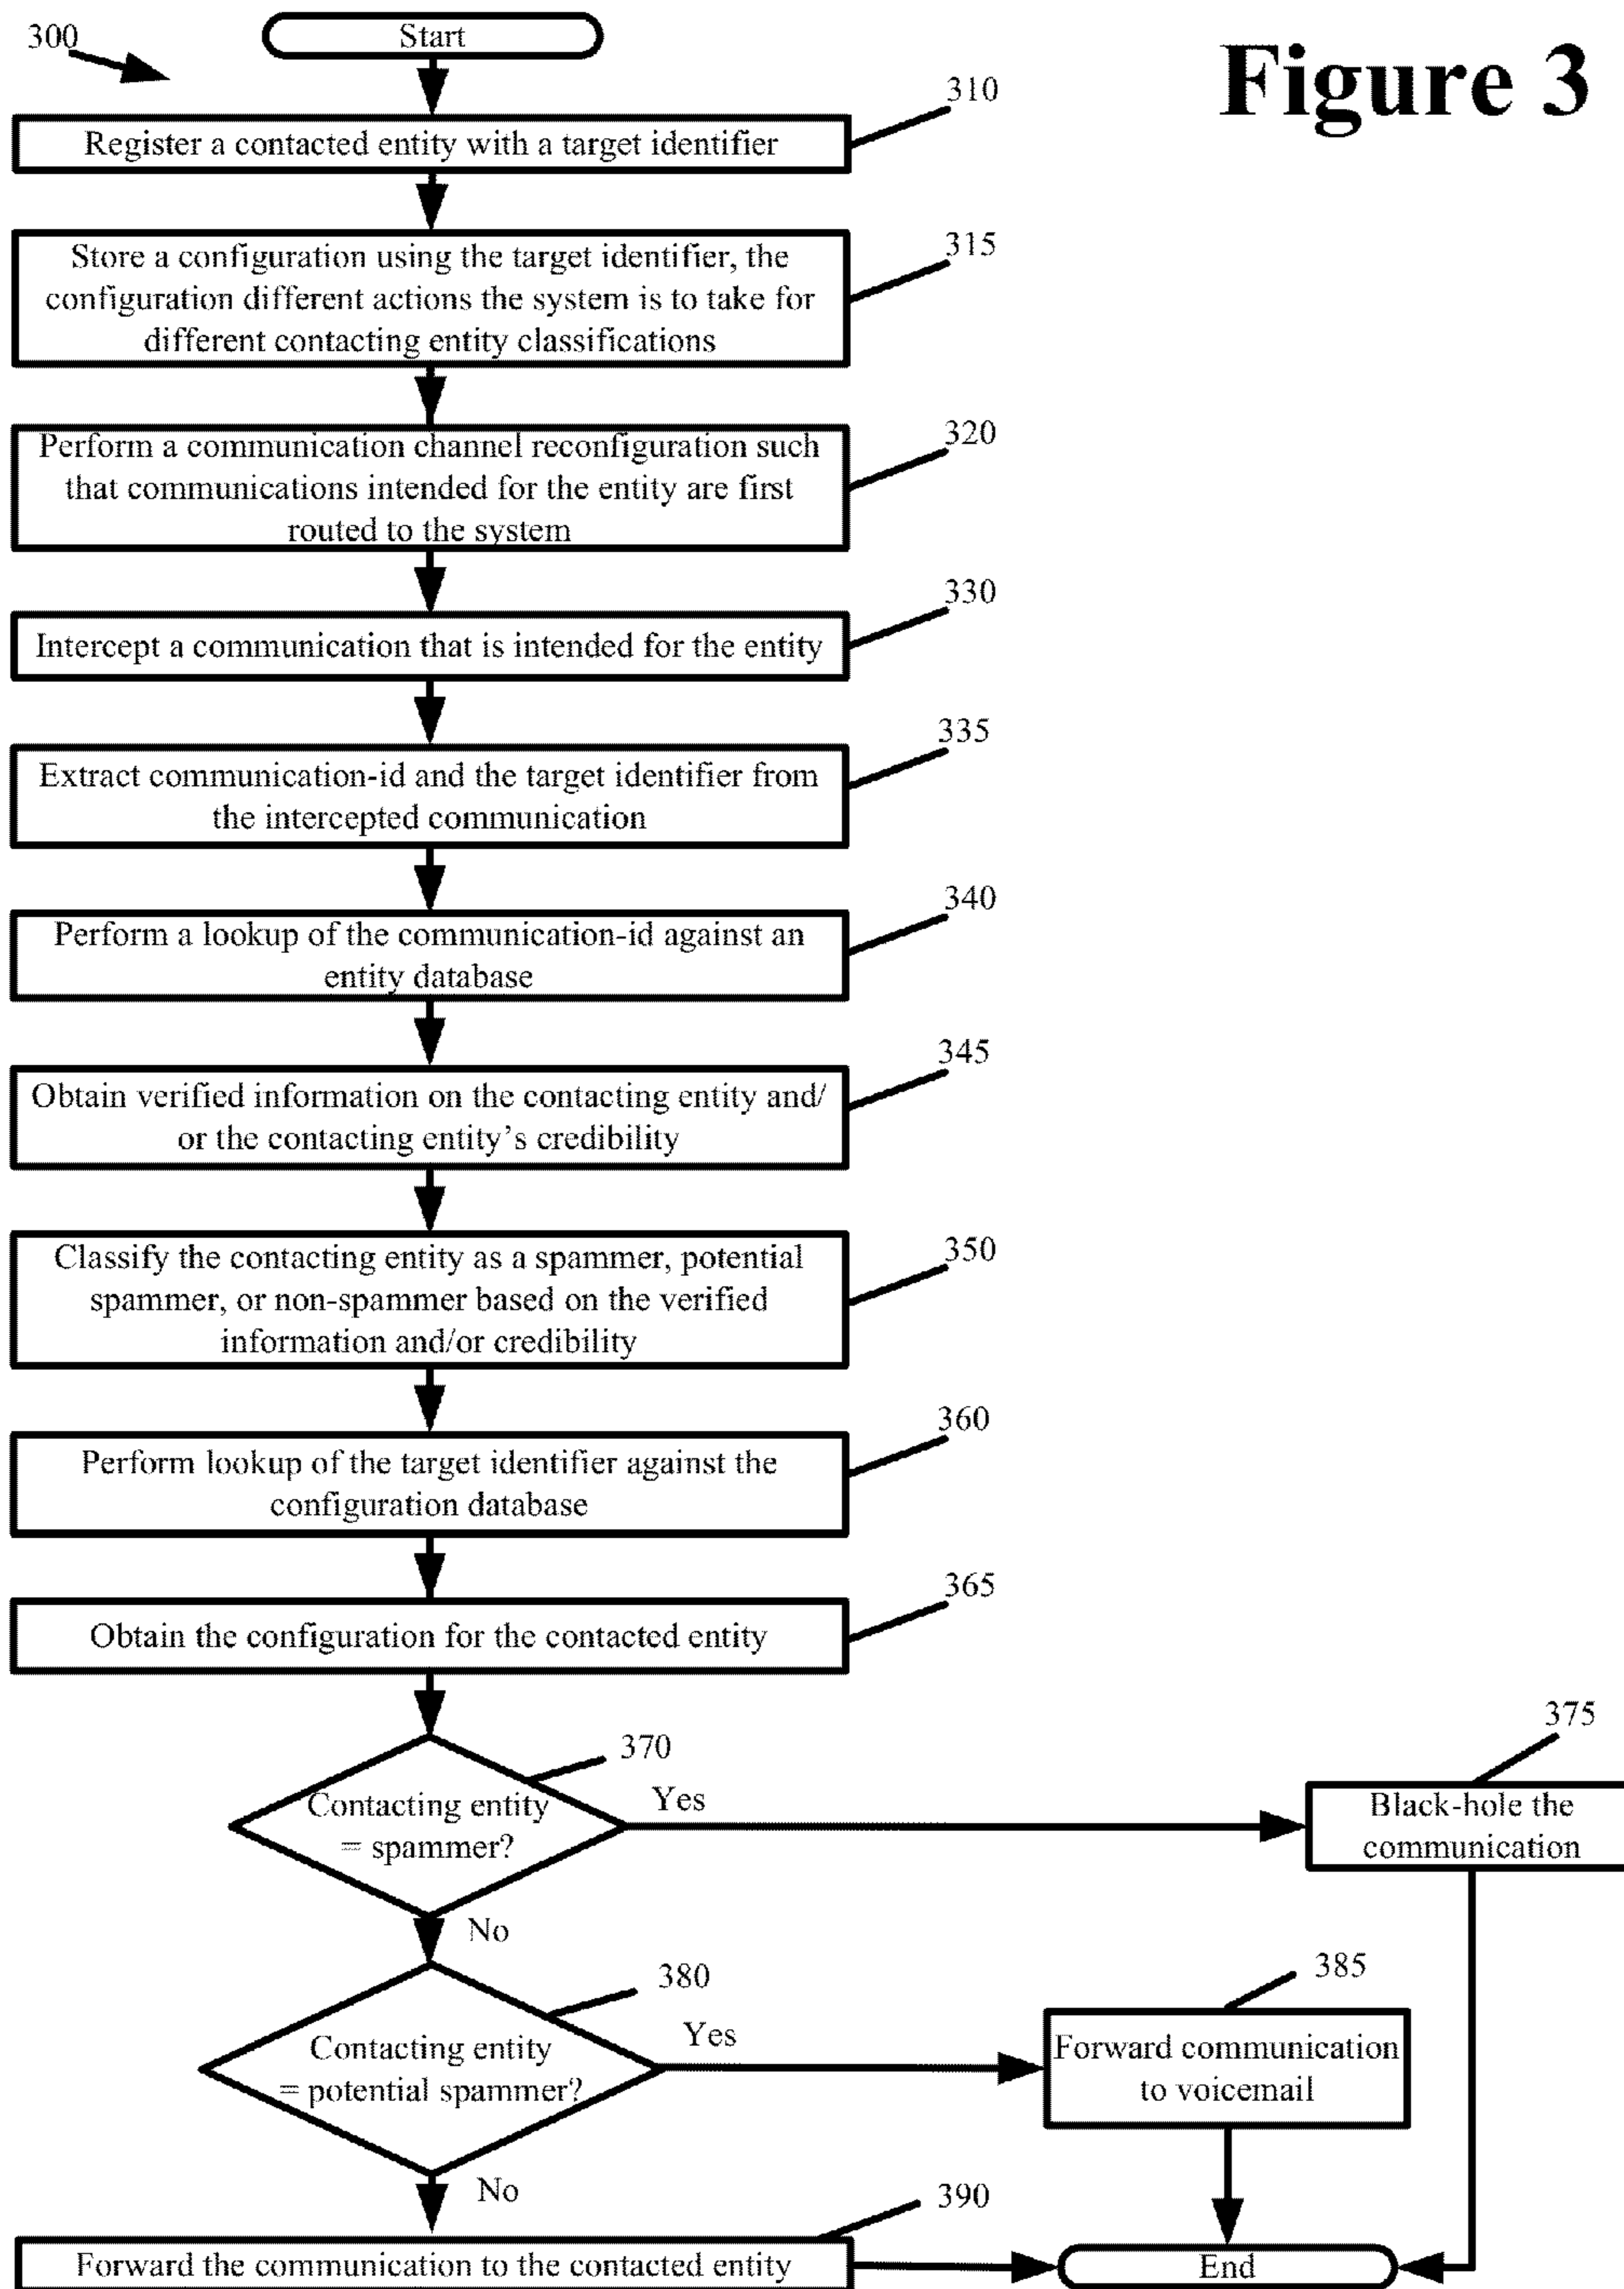 300
Start
Figure 3
310
Register a contacted entity with a target identifier
315
Store a configuration using the target identifier, the
configuration different actions the system is to take for
different contacting entity classifications
320
Perform a communication channel reconfiguration such
that communications intended for the entity are first
routed to the system
330
Intercept a communication that is intended for the entity
335
Extract communication-id and the target identifier from
the intercepted communication
340
Perform a lookup of the communication-id against an
entity database
345
Obtain verified information on the contacting entity and/
or the contacting entity’s credibility
350
Classify the contacting entity as a spammer, potential
spammer, or non-spammer based on the verified
information and/or credibility
360
Perform lookup of the target identifier against the
configuration database
365
Obtain the configuration for the contacted entity
370
Contacting entity
= spammer?
Yes
375
Black-hole the
communication
No
380
Contacting entity
= potential spammer?
Yes
385
Forward communication
to voicemail
No
390
Forward the communication to the contacted entity
End